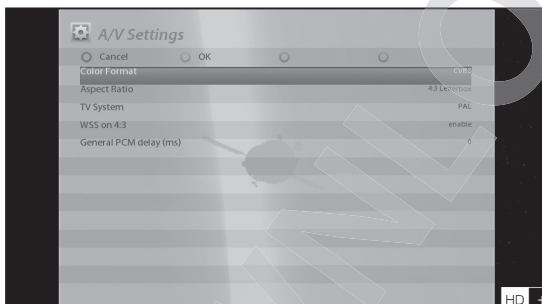 A/V Settings
Cancel OK
Color Format CVBS
Aspect Ratio 4:3 Letterbox
TV System PAL
WSS on 4:3 enable
General PCM delay (ms) 0
HD